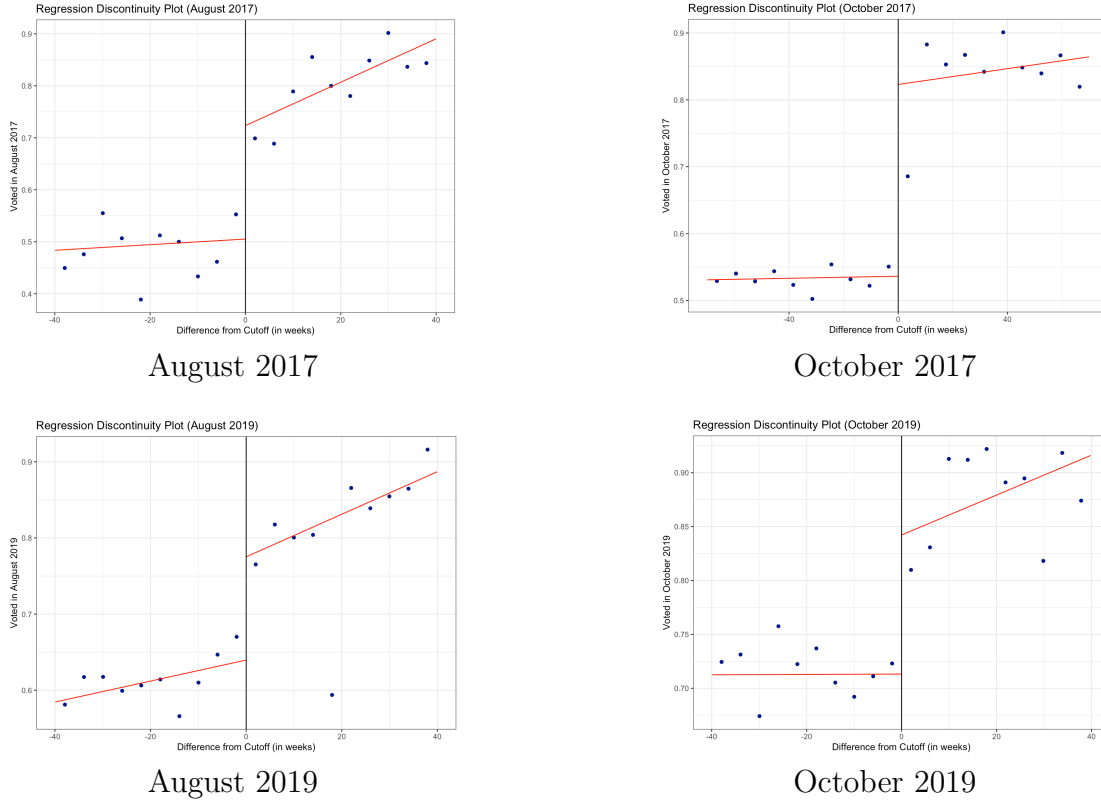 Regression Discontinuity Plot (August 2017)
Voted in August 2017
0.9
0.8
0.7
0.6
0.5
0.4
-40 -20 0 20 40
Difference from Cutoff (in weeks)
August 2017
Regression Discontinuity Plot (October 2017)
Voted in October 2017
0.9
0.8
0.7
0.6
0.5
-40 0 40
Difference from Cutoff (in weeks)
October 2017
Regression Discontinuity Plot (August 2019)
Voted in August 2019
0.9
0.8
0.7
0.6
-40 -20 0 20 40
Difference from Cutoff (in weeks)
August 2019
Regression Discontinuity Plot (October 2019)
Voted in October 2019
0.90
0.85
0.80
0.75
0.70
-40 -20 0 20 40
Difference from Cutoff (in weeks)
October 2019